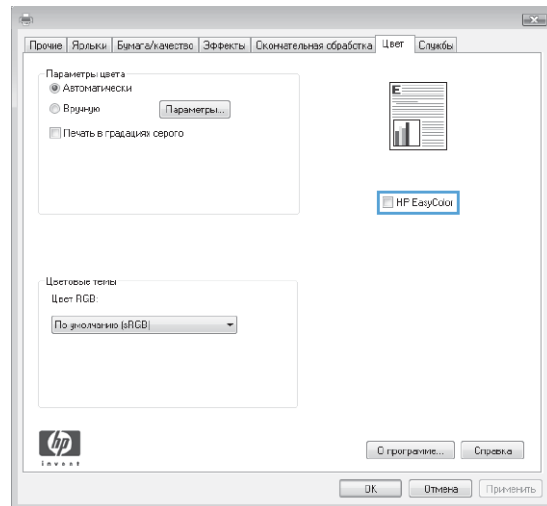 Прочие Ярлыки Бумага/качество Эффекты Окончательная обработка Цвет Службы
Параметры цвета
Автоматически
Вручную Параметры...
Печать в градациях серого
E
HP EasyColor
Цветовые темы
Цвет RGB:
По умолчанию (sRGB)
hp
invent
О программе... Справка
OK Отмена Применить